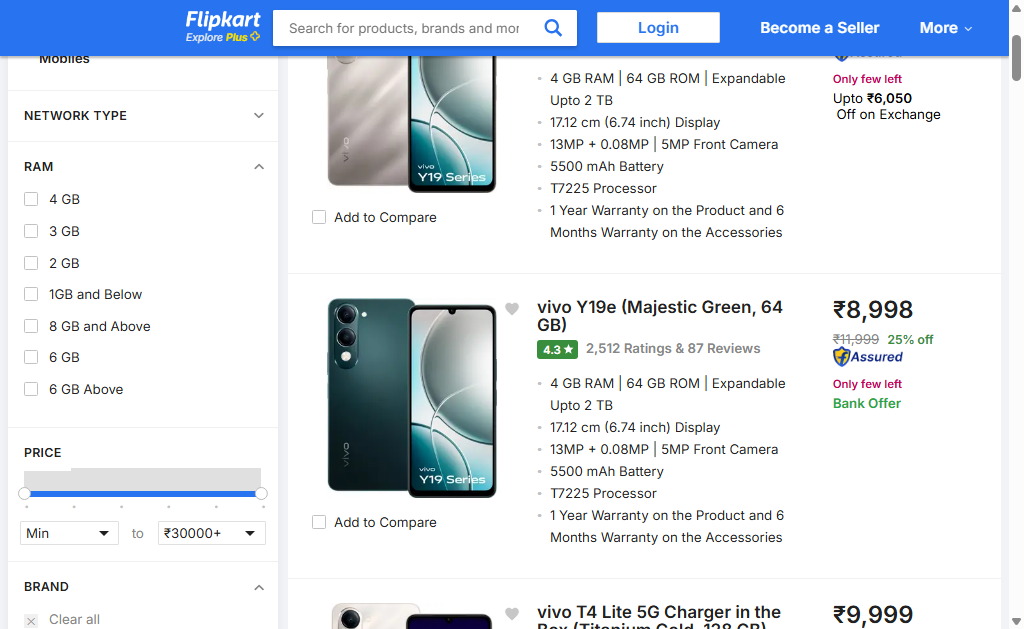 Flipkart
Explore Plus
Search for products, brands and mor
Login
Become a Seller
More
Mobiles
NETWORK TYPE
RAM
4 GB
3 GB
2 GB
1GB and Below
8 GB and Above
6 GB
6 GB Above
PRICE
Min
to
₹30000+
BRAND
Clear all
vivo
vivo
Y19 Series
Add to Compare
4 GB RAM | 64 GB ROM | Expandable
Upto 2 TB
17.12 cm (6.74 inch) Display
13MP + 0.08MP | 5MP Front Camera
5500 mAh Battery
T7225 Processor
1 Year Warranty on the Product and 6
Months Warranty on the Accessories
Assured
Only few left
Upto ₹6,050
Off on Exchange
vivo
vivo
Y19 Series
Add to Compare
vivo Y19e (Majestic Green, 64
GB)
4.3
2,512 Ratings & 87 Reviews
4 GB RAM | 64 GB ROM | Expandable
Upto 2 TB
17.12 cm (6.74 inch) Display
13MP + 0.08MP | 5MP Front Camera
5500 mAh Battery
T7225 Processor
1 Year Warranty on the Product and 6
Months Warranty on the Accessories
₹8,998
₹11,999 25% off
Assured
Only few left
Bank Offer
vivo T4 Lite 5G Charger in the
Box (Titanium Gold, 128 GB)
₹9,999